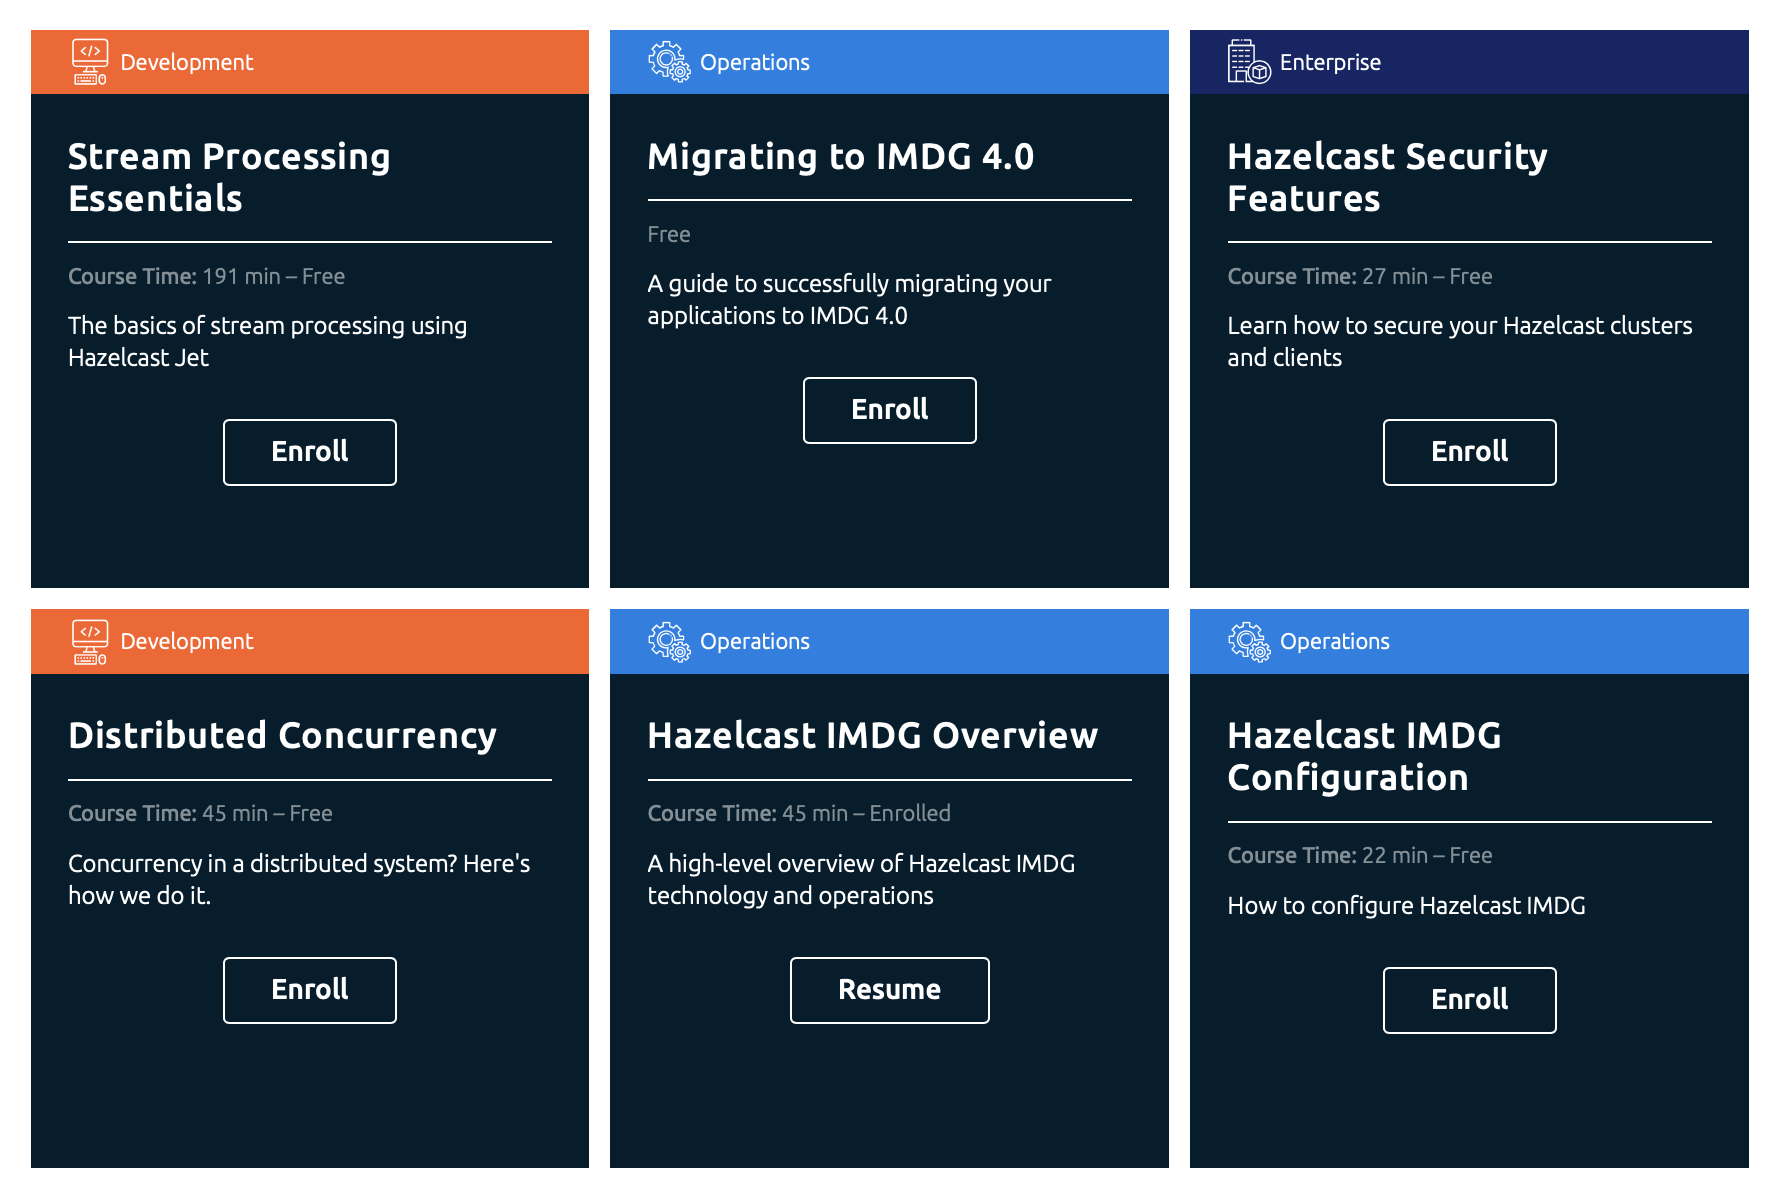 Development
Stream Processing
Essentials
Course Time: 191 min – Free
The basics of stream processing using
Hazelcast Jet
Enroll
Operations
Migrating to IMDG 4.0
Free
A guide to successfully migrating your
applications to IMDG 4.0
Enroll
Enterprise
Hazelcast Security
Features
Course Time: 27 min – Free
Learn how to secure your Hazelcast clusters
and clients
Enroll
Development
Distributed Concurrency
Course Time: 45 min – Free
Concurrency in a distributed system? Here's
how we do it.
Enroll
Operations
Hazelcast IMDG Overview
Course Time: 45 min – Enrolled
A high-level overview of Hazelcast IMDG
technology and operations
Resume
Operations
Hazelcast IMDG
Configuration
Course Time: 22 min – Free
How to configure Hazelcast IMDG
Enroll